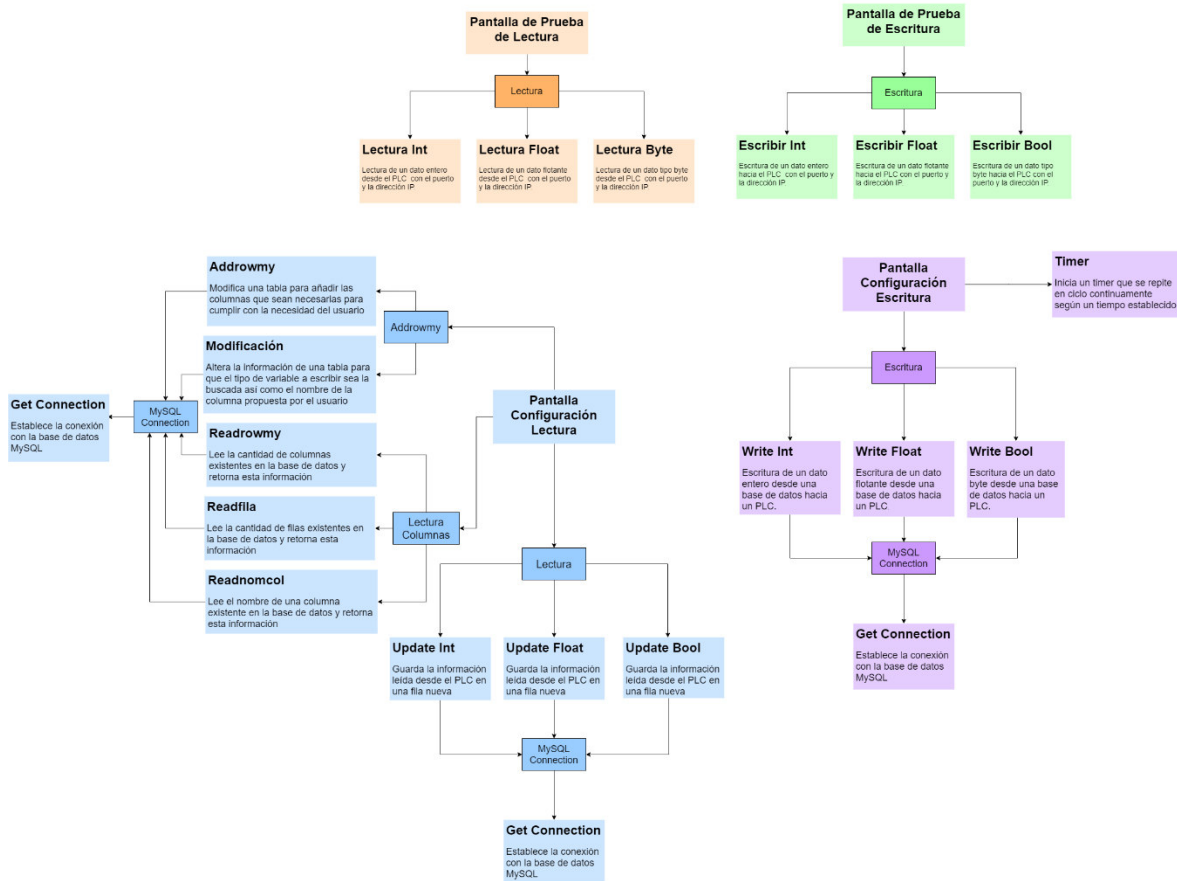 Pantalla de Prueba
de Lectura
Lectura
Lectura Int
Lectura de un dato entero
desde el PLC con el puerto
y la dirección IP
Lectura Float
Lectura de un dato flotante
desde el PLC con el puerto
y la dirección IP
Lectura Byte
Lectura de un dato tipo byte
desde el PLC con el puerto
y la dirección IP
Pantalla de Prueba
de Escritura
Escritura
Escribir Int
Escritura de un dato entero
hacia el PLC con el puerto y
la dirección IP
Escribir Float
Escritura de un dato flotante
hacia el PLC con el puerto y
la dirección IP
Escribir Bool
Escritura de un dato tipo
byte hacia el PLC con el
puerto y la dirección IP
Addrowmy
Modifica una tabla para añadir las
columnas que sean necesarias para
cumplir con la necesidad del usuario
Addrowmy
Modificación
Altera la información de una tabla para
que el tipo de variable a escribir sea la
buscada así como el nombre de la
columna propuesta por el usuario
Get Connection
Establece la conexión
con la base de datos
MySQL
MySQL
Connection
Readrowmy
Lee la cantidad de columnas
existentes en la base de datos y
retorna esta información
Readfila
Lee la cantidad de filas existentes en
la base de datos y retorna esta
información
Readnomcol
Lee el nombre de una columna
existente en la base de datos y retorna
esta información
Lectura
Columnas
Pantalla
Configuración
Lectura
Lectura
Update Int
Guarda la información
leída desde el PLC en
una fila nueva
Update Float
Guarda la información
leída desde el PLC en
una fila nueva
Update Bool
Guarda la información
leída desde el PLC en
una fila nueva
MySQL
Connection
Get Connection
Establece la conexión
con la base de datos
MySQL
Pantalla
Configuración
Escritura
Timer
Inicia un timer que se repite
en ciclo continuamente
según un tiempo establecido
Escritura
Write Int
Escritura de un dato
entero desde una
base de datos hacia
un PLC.
Write Float
Escritura de un dato
flotante desde una
base de datos hacia
un PLC
Write Bool
Escritura de un dato
byte desde una base
de datos hacia un
PLC.
MySQL
Connection
Get Connection
Establece la conexión
con la base de datos
MySQL